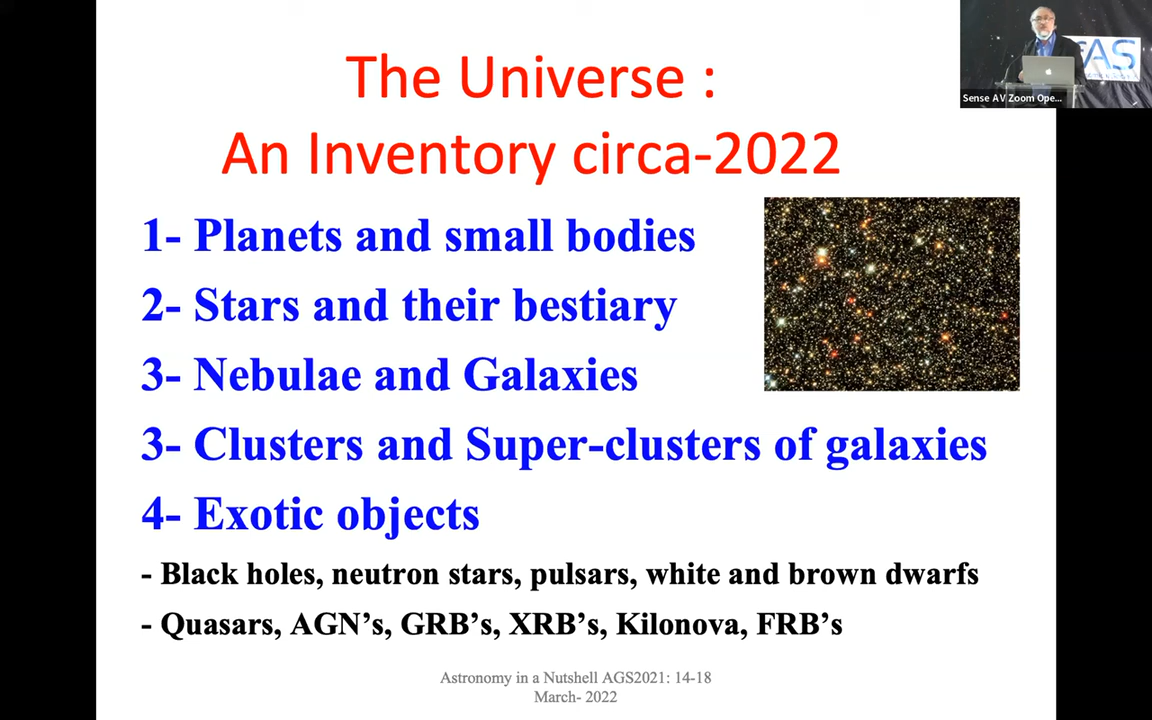 The Universe :
An Inventory circa-2022
1- Planets and small bodies
2- Stars and their bestiary
3- Nebulae and Galaxies
3- Clusters and Super-clusters of galaxies
4- Exotic objects
- Black holes, neutron stars, pulsars, white and brown dwarfs
- Quasars, AGN’s, GRB’s, XRB’s, Kilonova, FRB’s
Astronomy in a Nutshell AGS2021: 14-18
March- 2022
AS
Sense AV Zoom Ope...